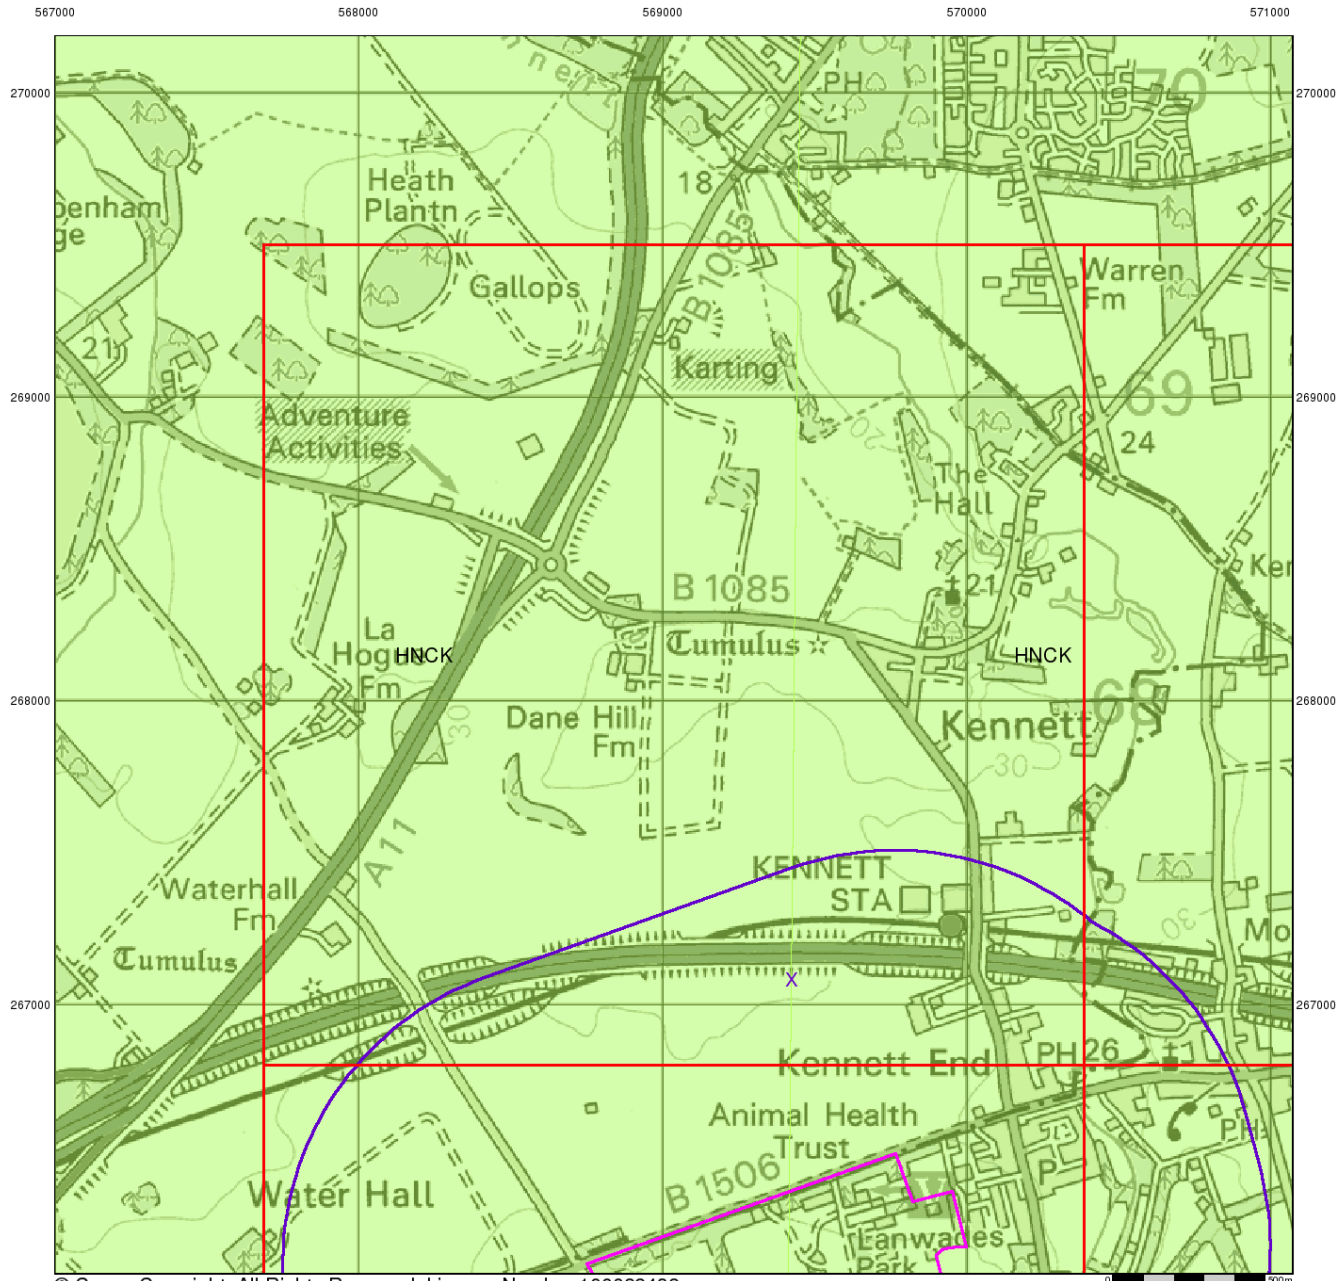 567000 568000 569000 570000 571000
270000 PH 70 270000
Heath
Plantn
18
Gallops
B 1085
Warren
Fm
21
Karting
269000 69 269000
Adventure
Activities
24
The
Hall
B 1085
21
La
Hogue
Fm
HNCK
Tumulus
HNCK
268000 68 268000
30
Dane Hill
Fm
Kennett
30
A 11
KENNETT
STA
Waterhall
Fm
30
Tumulus
X
267000 267000
Kennett End
PH 26
Animal Health
Trust
PH
B 1506
P
Water Hall
Lanwades
Park
500m